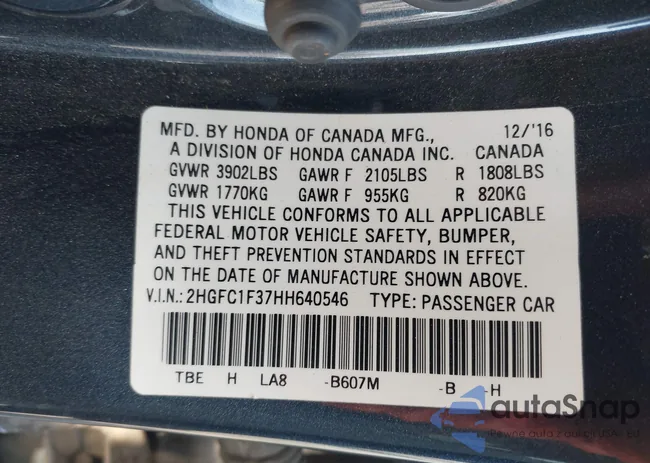 MFD. BY HONDA OF CANADA MFG., 12/'16
A DIVISION OF HONDA CANADA INC. CANADA
GVWR 3902LBS GAWR F 2105LBS R 1808LBS
GVWR 1770KG GAWR F 955KG R 820KG
THIS VEHICLE CONFORMS TO ALL APPLICABLE
FEDERAL MOTOR VEHICLE SAFETY, BUMPER,
AND THEFT PREVENTION STANDARDS IN EFFECT
ON THE DATE OF MANUFACTURE SHOWN ABOVE.
V.I.N.: 2HGFC1F37HH640546 TYPE: PASSENGER CAR
TBE H LA8 -B607M -B -H
autaSnap